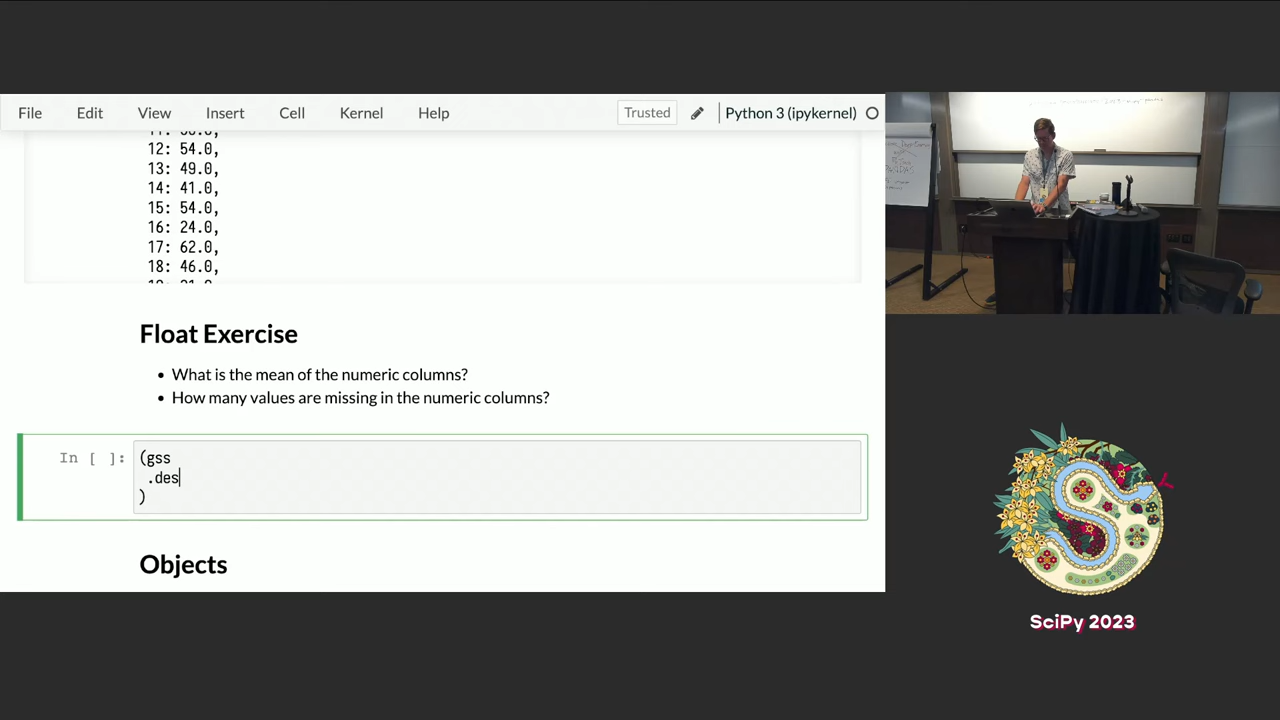 File Edit View Insert Cell Kernel Help Trusted Python 3 (ipykernel)
12: 54.0,
13: 49.0,
14: 41.0,
15: 54.0,
16: 24.0,
17: 62.0,
18: 46.0,
Float Exercise
• What is the mean of the numeric columns?
• How many values are missing in the numeric columns?
In [ ]: (gss
.des
)
Objects
SciPy 2023